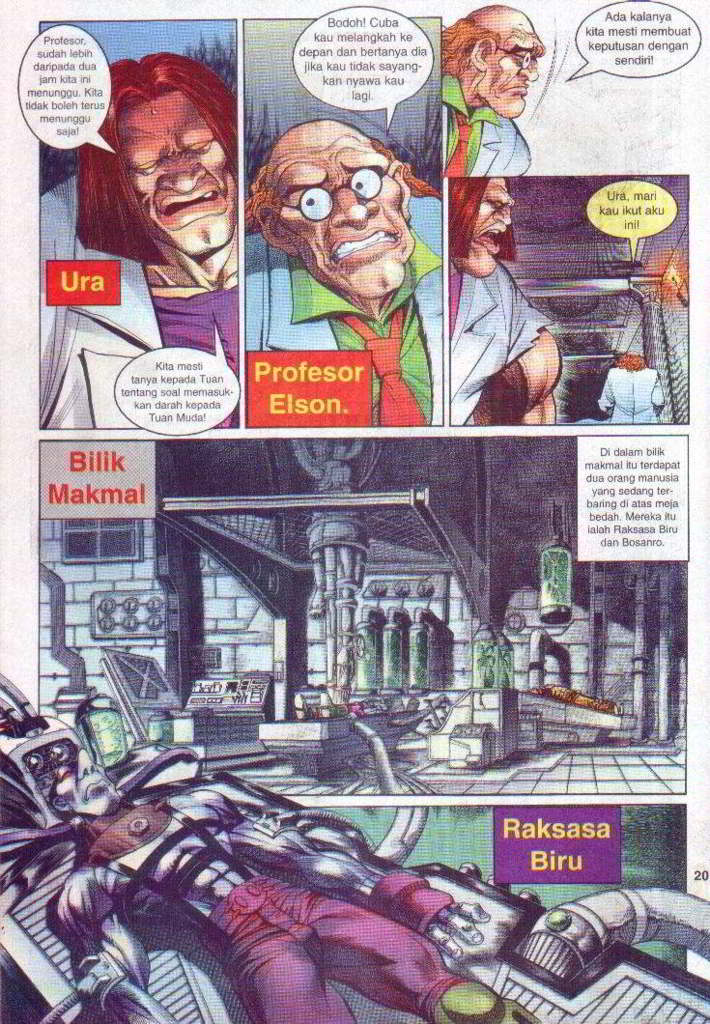 Profesor,
sudah lebih
daripada dua
jam kita ini
menunggu. Kita
tidak boleh terus
menunggu
saja!
Ura
Kita mesti
tanya kepada Tuan
tentang soal memasuk-
kan darah kepada
Tuan Muda!
Bodoh! Cuba
kau melangkah ke
depan dan bertanya dia
jika kau tidak sayang-
kan nyawa kau
lagi.
Profesor
Elson.
Ada kalanya
kita mesti membuat
keputusan dengan
sendiri!
Ura, mari
kau ikut aku
ini!
Bilik
Makmal
Di dalam bilik
makmal itu terdapat
dua orang manusia
yang sedang ter-
baring di atas meja
bedah. Mereka itu
ialah Raksasa Biru
dan Bosanro.
Raksasa
Biru
20